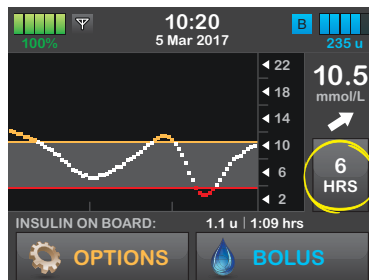 10:20
5 Mar 2017
100%
B
235 u
22
18
14
10
6
2
10.5
mmol/L
6
HRS
INSULIN ON BOARD: 1.1 u | 1:09 hrs
OPTIONS
BOLUS